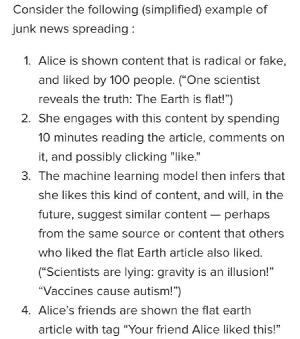 Consider the following (simplified) example of
junk news spreading :
1. Alice is shown content that is radical or fake,
and liked by 100 people. ("One scientist
reveals the truth: The Earth is flat!")
2. She engages with this content by spending
10 minutes reading the article, comments on
it, and possibly clicking "like."
3. The machine learning model then infers that
she likes this kind of content, and will, in the
future, suggest similar content — perhaps
from the same source or content that others
who liked the flat Earth article also liked.
("Scientists are lying: gravity is an illusion!"
"Vaccines cause autism!")
4. Alice's friends are shown the flat earth
article with tag "Your friend Alice liked this!"